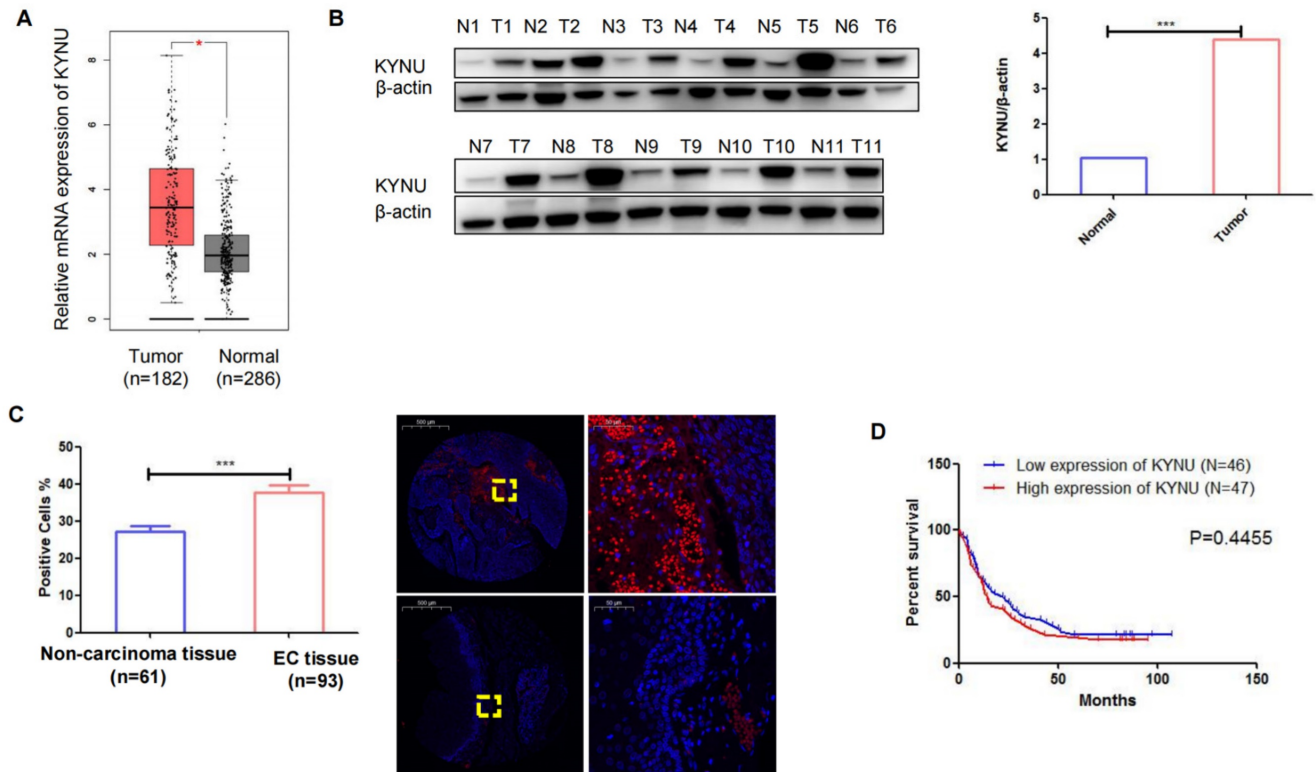 A
Relative mRNA expression of KYNU
8
6
4
2
0
*
Tumor
(n=182)
Normal
(n=286)
B
N1 T1 N2 T2 N3 T3 N4 T4 N5 T5 N6 T6
KYNU
β-actin
N7 T7 N8 T8 N9 T9 N10 T10 N11 T11
KYNU
β-actin
KYNU/β-actin
5
4
3
2
1
0
***
Normal
Tumor
C
Positive Cells %
50
40
30
20
10
0
***
Non-carcinoma tissue
(n=61)
EC tissue
(n=93)
500 μm
50 μm
500 μm
50 μm
D
Percent survival
150
100
50
0
Low expression of KYNU (N=46)
High expression of KYNU (N=47)
P=0.4455
0 50 100 150
Months